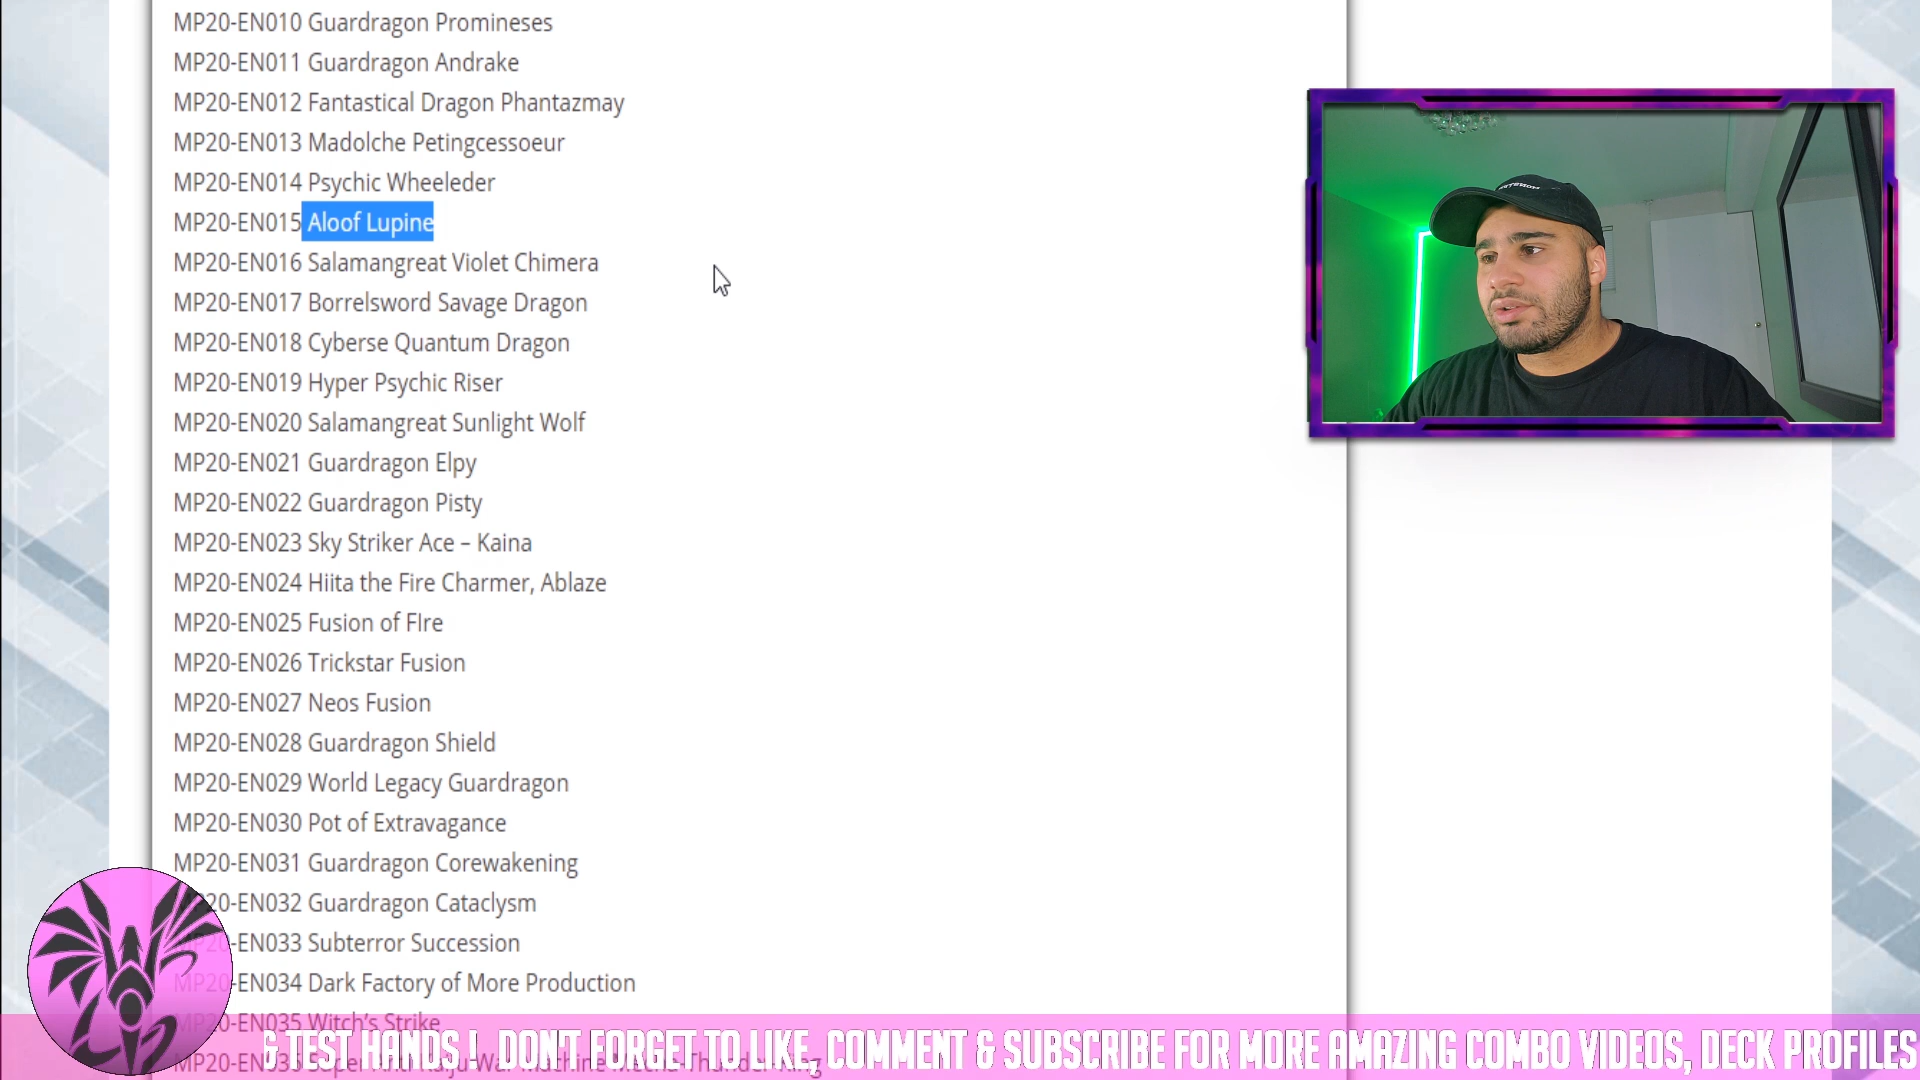 MP20-EN010 Guardragon Promineses
MP20-EN011 Guardragon Andrake
MP20-EN012 Fantastical Dragon Phantazmay
MP20-EN013 Madolche Petingcessoeur
MP20-EN014 Psychic Wheeleder
MP20-EN015 Aloof Lupine
MP20-EN016 Salamangreat Violet Chimera
MP20-EN017 Borrelsword Savage Dragon
MP20-EN018 Cyberse Quantum Dragon
MP20-EN019 Hyper Psychic Riser
MP20-EN020 Salamangreat Sunlight Wolf
MP20-EN021 Guardragon Elpy
MP20-EN022 Guardragon Pisty
MP20-EN023 Sky Striker Ace – Kaina
MP20-EN024 Hiita the Fire Charmer, Ablaze
MP20-EN025 Fusion of FIre
MP20-EN026 Trickstar Fusion
MP20-EN027 Neos Fusion
MP20-EN028 Guardragon Shield
MP20-EN029 World Legacy Guardragon
MP20-EN030 Pot of Extravagance
MP20-EN031 Guardragon Corewakening
MP20-EN032 Guardragon Cataclysm
MP20-EN033 Subterror Succession
MP20-EN034 Dark Factory of More Production
MP20-EN035 Witch's Strike
& TEST HANDS ! DON'T FORGET TO LIKE, COMMENT & SUBSCRIBE FOR MORE AMAZING COMBO VIDEOS, DECK PROFILES